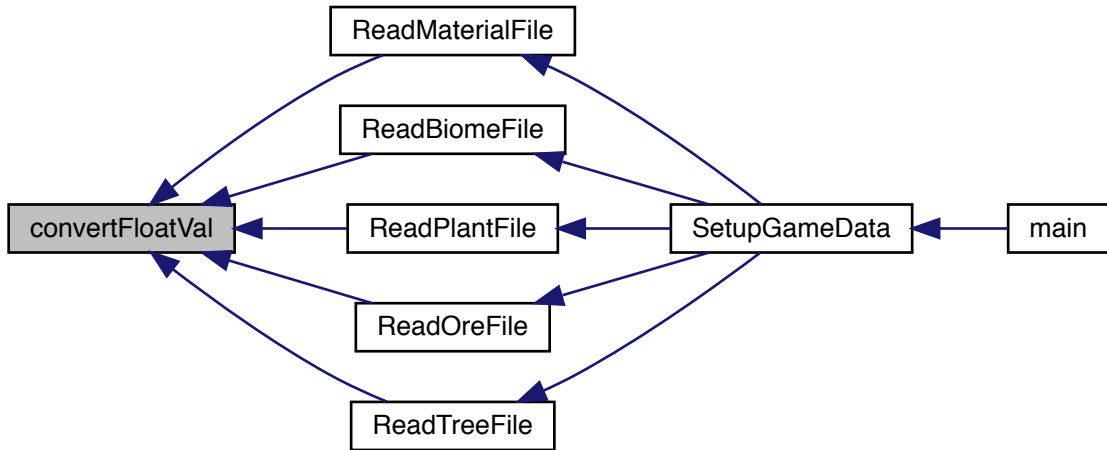 ReadMaterialFile
ReadBiomeFile
convertFloatVal
ReadPlantFile
SetupGameData
main
ReadOreFile
ReadTreeFile